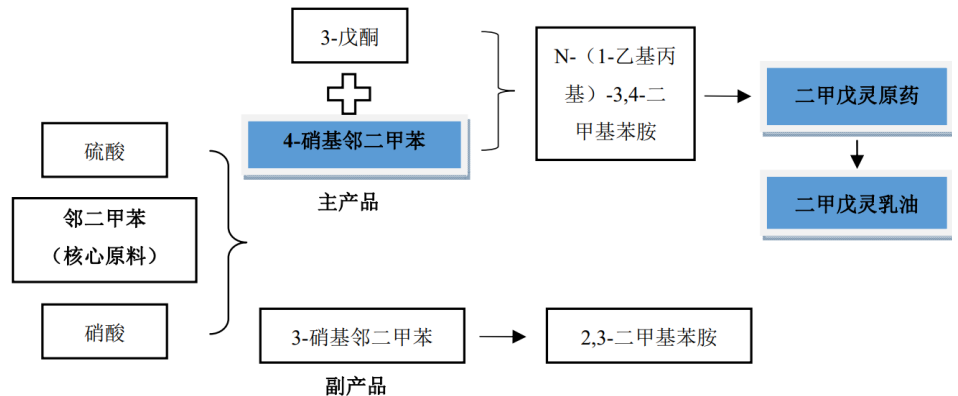 硫酸
邻二甲苯
（核心原料）
硝酸
3-戊酮
4-硝基邻二甲苯
主产品
3-硝基邻二甲苯
副产品
N-（1-乙基丙
基）-3,4-二
甲基苯胺
2,3-二甲基苯胺
二甲戊灵原药
二甲戊灵乳油